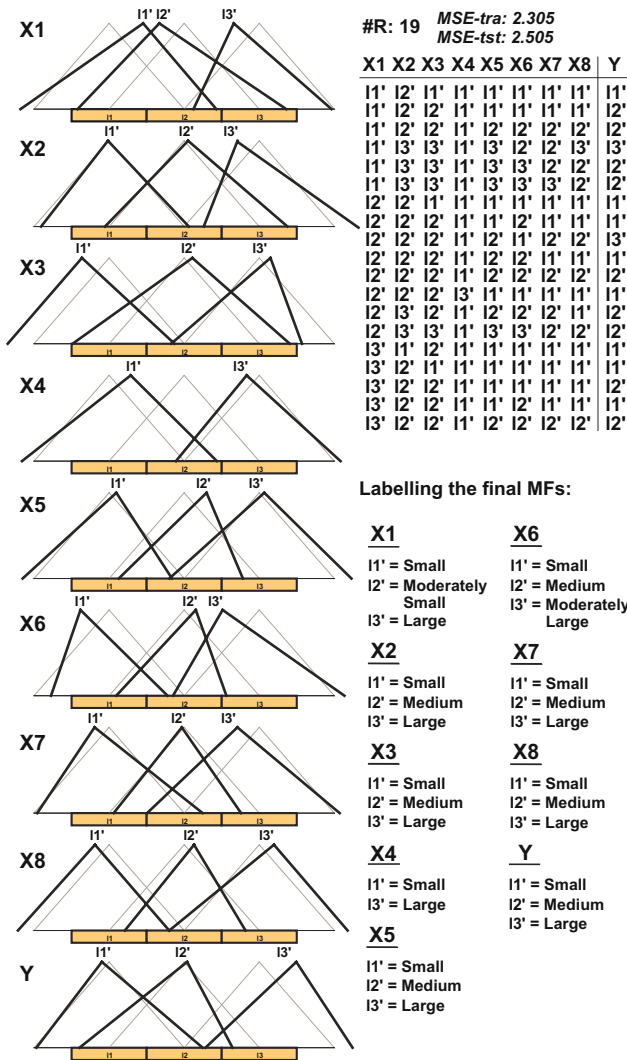 X1
l1' l2' l3'
l1 l2 l3
X2
l1' l2' l3'
l1 l2 l3
X3
l1' l2' l3'
l1 l2 l3
X4
l1' l3'
l1 l2 l3
X5
l1' l2' l3'
l1 l2 l3
X6
l1' l2' l3'
l1 l2 l3
X7
l1' l2' l3'
l1 l2 l3
X8
l1' l2' l3'
l1 l2 l3
Y
l1' l2' l3'
l1 l2 l3
#R: 19 MSE-tra: 2.305
MSE-tst: 2.505
X1 X2 X3 X4 X5 X6 X7 X8 Y
l1' l2' l1' l1' l1' l1' l1' l1' l1'
l1' l2' l2' l1' l1' l1' l1' l1' l2'
l1' l2' l2' l1' l2' l2' l2' l2' l2'
l1' l3' l3' l1' l3' l2' l2' l3' l3'
l1' l3' l3' l1' l3' l3' l2' l2' l2'
l1' l3' l3' l1' l3' l3' l3' l2' l2'
l2' l2' l1' l1' l1' l1' l1' l1' l1'
l2' l2' l2' l1' l1' l2' l1' l1' l1'
l2' l2' l2' l1' l2' l1' l2' l2' l3'
l2' l2' l2' l1' l2' l2' l1' l1' l1'
l2' l2' l2' l1' l2' l2' l2' l2' l2'
l2' l2' l2' l3' l1' l1' l1' l1' l1'
l2' l3' l2' l1' l2' l2' l2' l1' l2'
l2' l3' l3' l1' l3' l3' l2' l2' l2'
l3' l1' l2' l1' l1' l1' l1' l1' l1'
l3' l2' l1' l1' l1' l1' l1' l1' l1'
l3' l2' l2' l1' l1' l1' l1' l1' l2'
l3' l2' l2' l1' l1' l2' l1' l1' l1'
l3' l2' l2' l1' l2' l2' l2' l2' l2'
Labelling the final MFs:
X1
l1' = Small
l2' = Moderately
Small
l3' = Large
X2
l1' = Small
l2' = Medium
l3' = Large
X3
l1' = Small
l2' = Medium
l3' = Large
X4
l1' = Small
l3' = Large
X5
l1' = Small
l2' = Medium
l3' = Large
X6
l1' = Small
l2' = Medium
l3' = Moderately
Large
X7
l1' = Small
l2' = Medium
l3' = Large
X8
l1' = Small
l2' = Medium
l3' = Large
Y
l1' = Small
l2' = Medium
l3' = Large